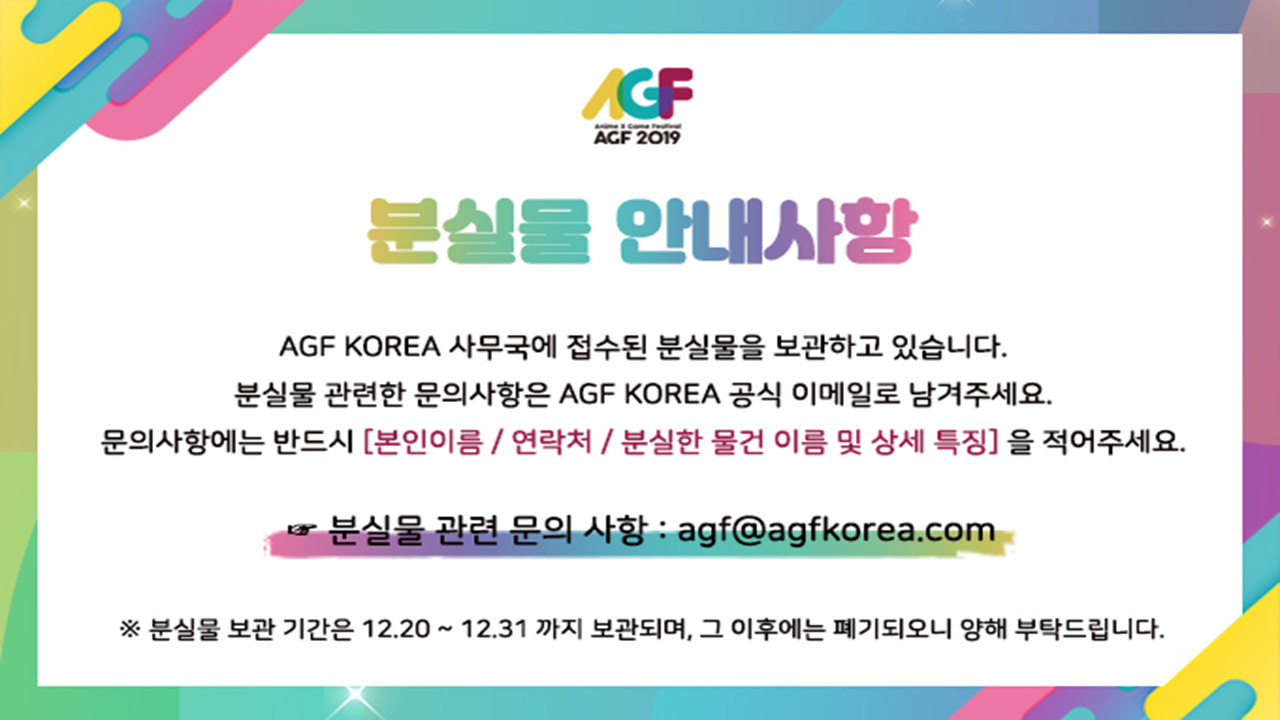 AGF
Anime X Game Festival
AGF 2019
분실물 안내사항
AGF KOREA 사무국에 접수된 분실물을 보관하고 있습니다.
분실물 관련한 문의사항은 AGF KOREA 공식 이메일로 남겨주세요.
문의사항에는 반드시 [본인이름 / 연락처 / 분실한 물건 이름 및 상세 특징] 을 적어주세요.
☞ 분실물 관련 문의 사항 : agf@agfkorea.com
※ 분실물 보관 기간은 12.20 ~ 12.31 까지 보관되며, 그 이후에는 폐기되오니 양해 부탁드립니다.